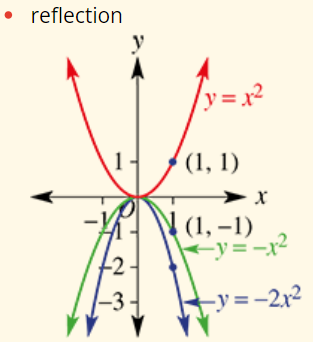 • reflection
y
y = x²
1
(1, 1)
x
−1
O
1
(1, −1)
−1
y = −x²
−2
−3
y = −2x²